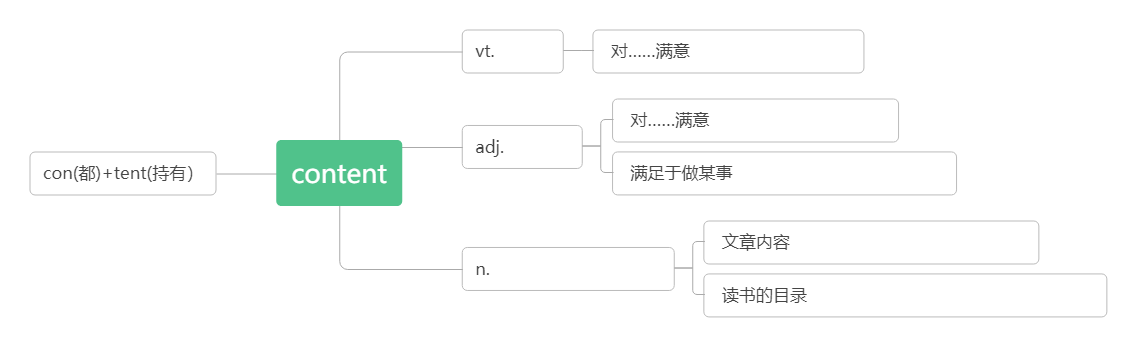 con(都)+tent(持有）
content
vt.
对……满意
adj.
对……满意
满足于做某事
n.
文章内容
读书的目录